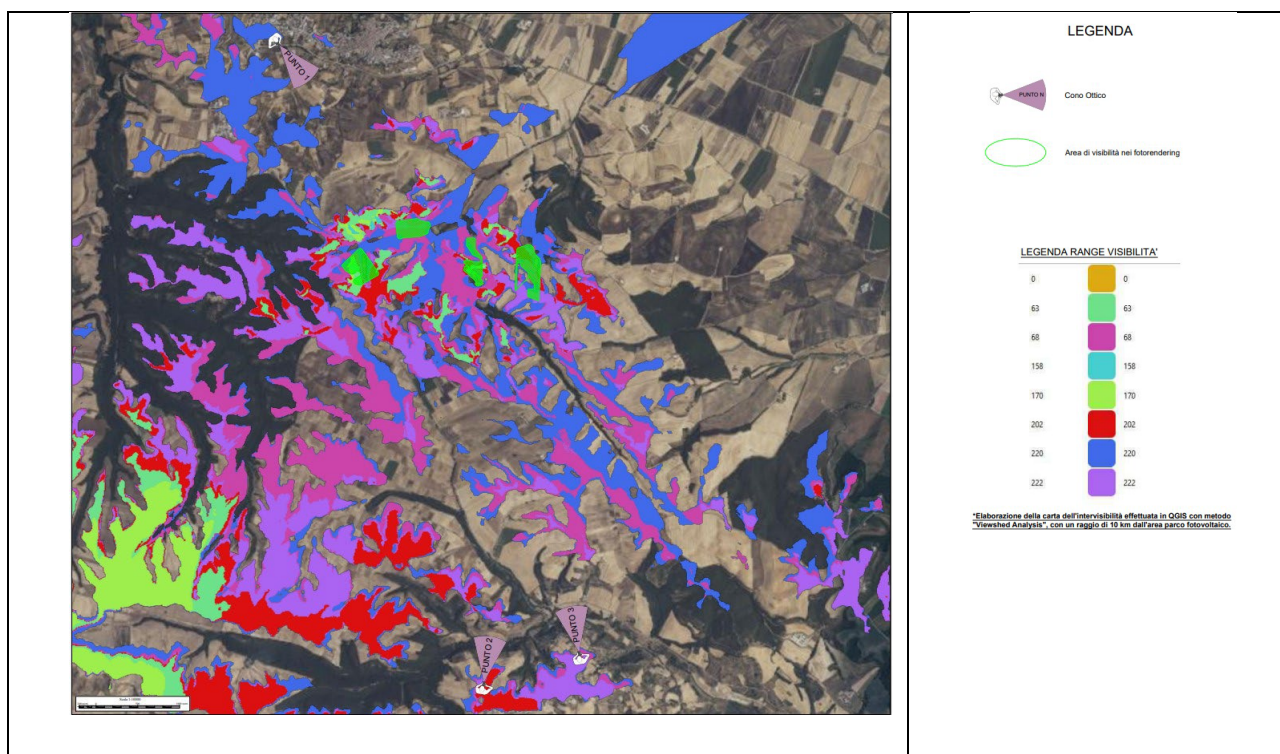 PUNTO 1
PUNTO 2
PUNTO 3
LEGENDA
PUNTO N
Cono Ottico
Area di visibilità nei fotorendering
LEGENDA RANGE VISIBILITA'
0 0
63 63
68 68
158 158
170 170
202 202
220 220
222 222
*Elaborazione della carta dell'intervisibilità effettuata in QGIS con metodo
"Viewshed Analysis", con un raggio di 10 km dall'area parco fotovoltaico.